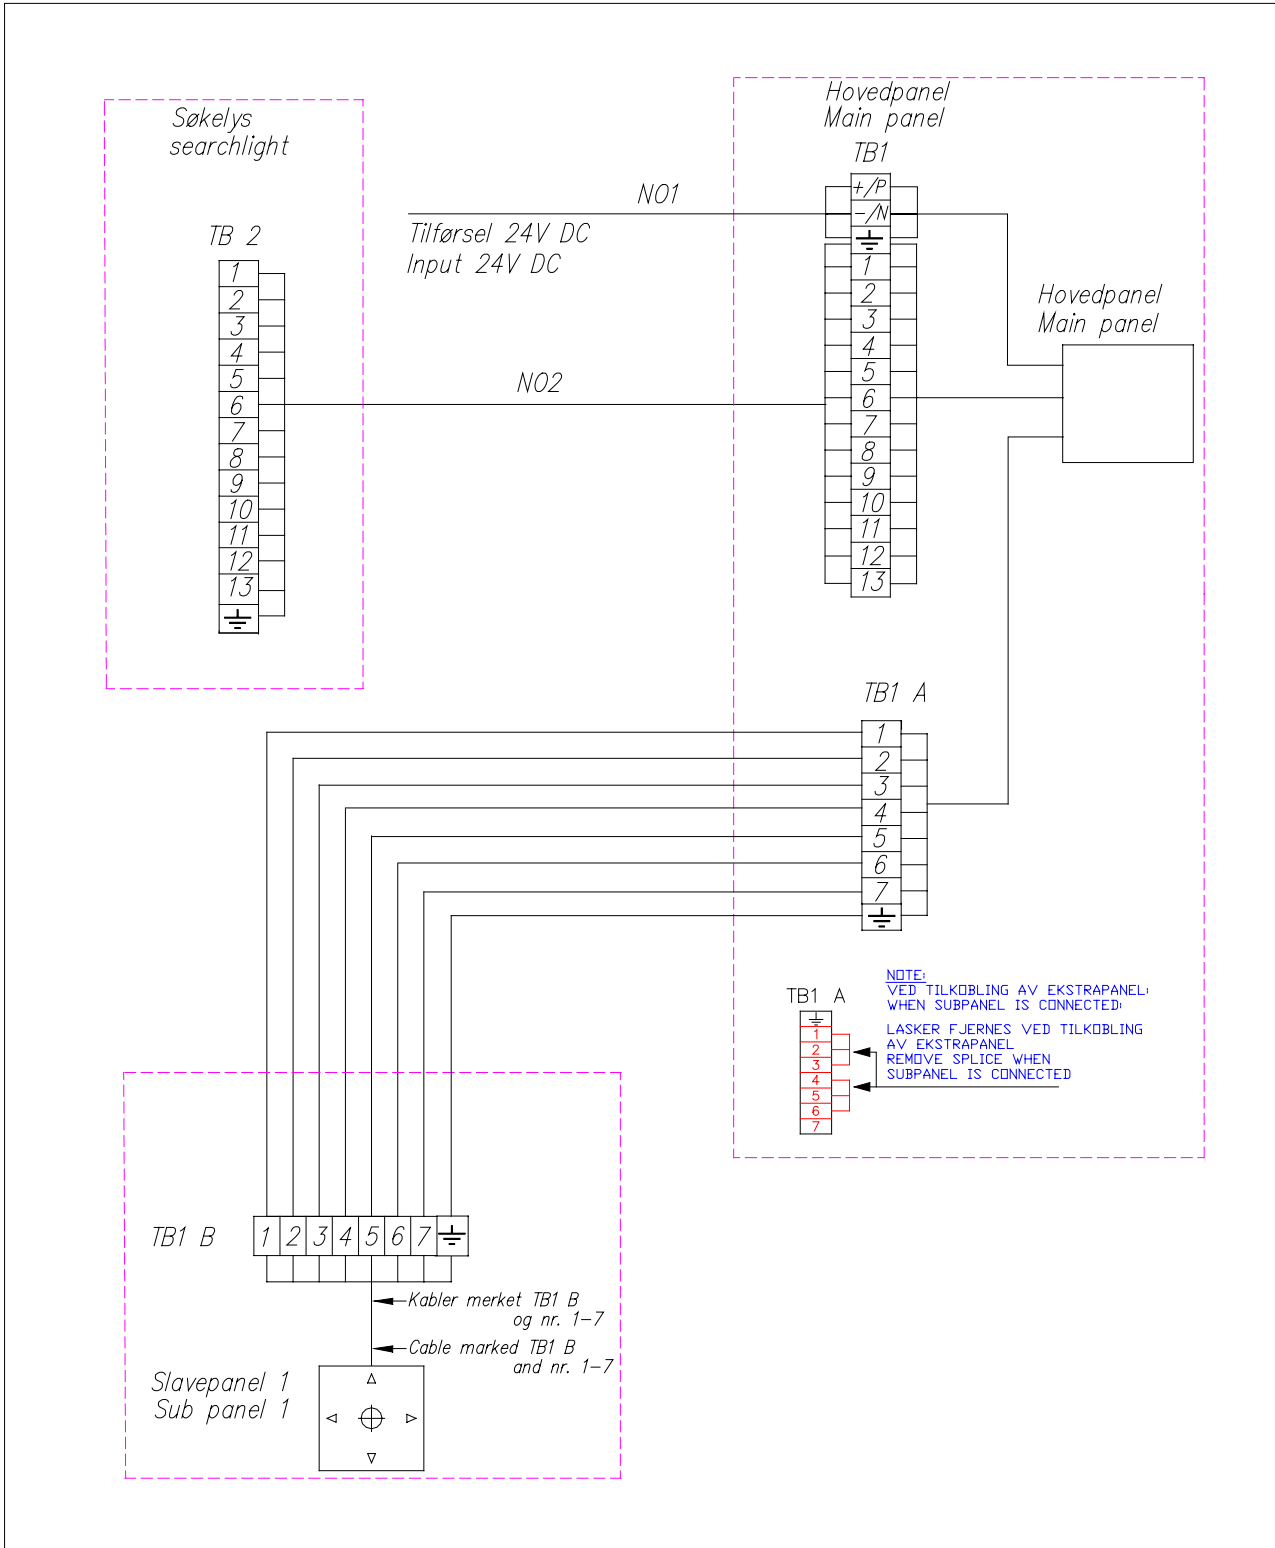 Søkelys
searchlight
TB 2
1
2
3
4
5
6
7
8
9
10
11
12
13
NO1
Tilførsel 24V DC
Input 24V DC
NO2
Hovedpanel
Main panel
TB1
+/P
-/N
1
2
3
4
5
6
7
8
9
10
11
12
13
Hovedpanel
Main panel
TB1 A
1
2
3
4
5
6
7
TB1 A
1
2
3
4
5
6
7
NOTE:
VED TILKOBLING AV EKSTRAPANEL:
WHEN SUBPANEL IS CONNECTED:
LASKER FJERNES VED TILKOBLING
AV EKSTRAPANEL
REMOVE SPLICE WHEN
SUBPANEL IS CONNECTED
TB1 B
1 2 3 4 5 6 7
Kabler merket TB1 B
og nr. 1-7
Cable marked TB1 B
and nr. 1-7
Slavepanel 1
Sub panel 1